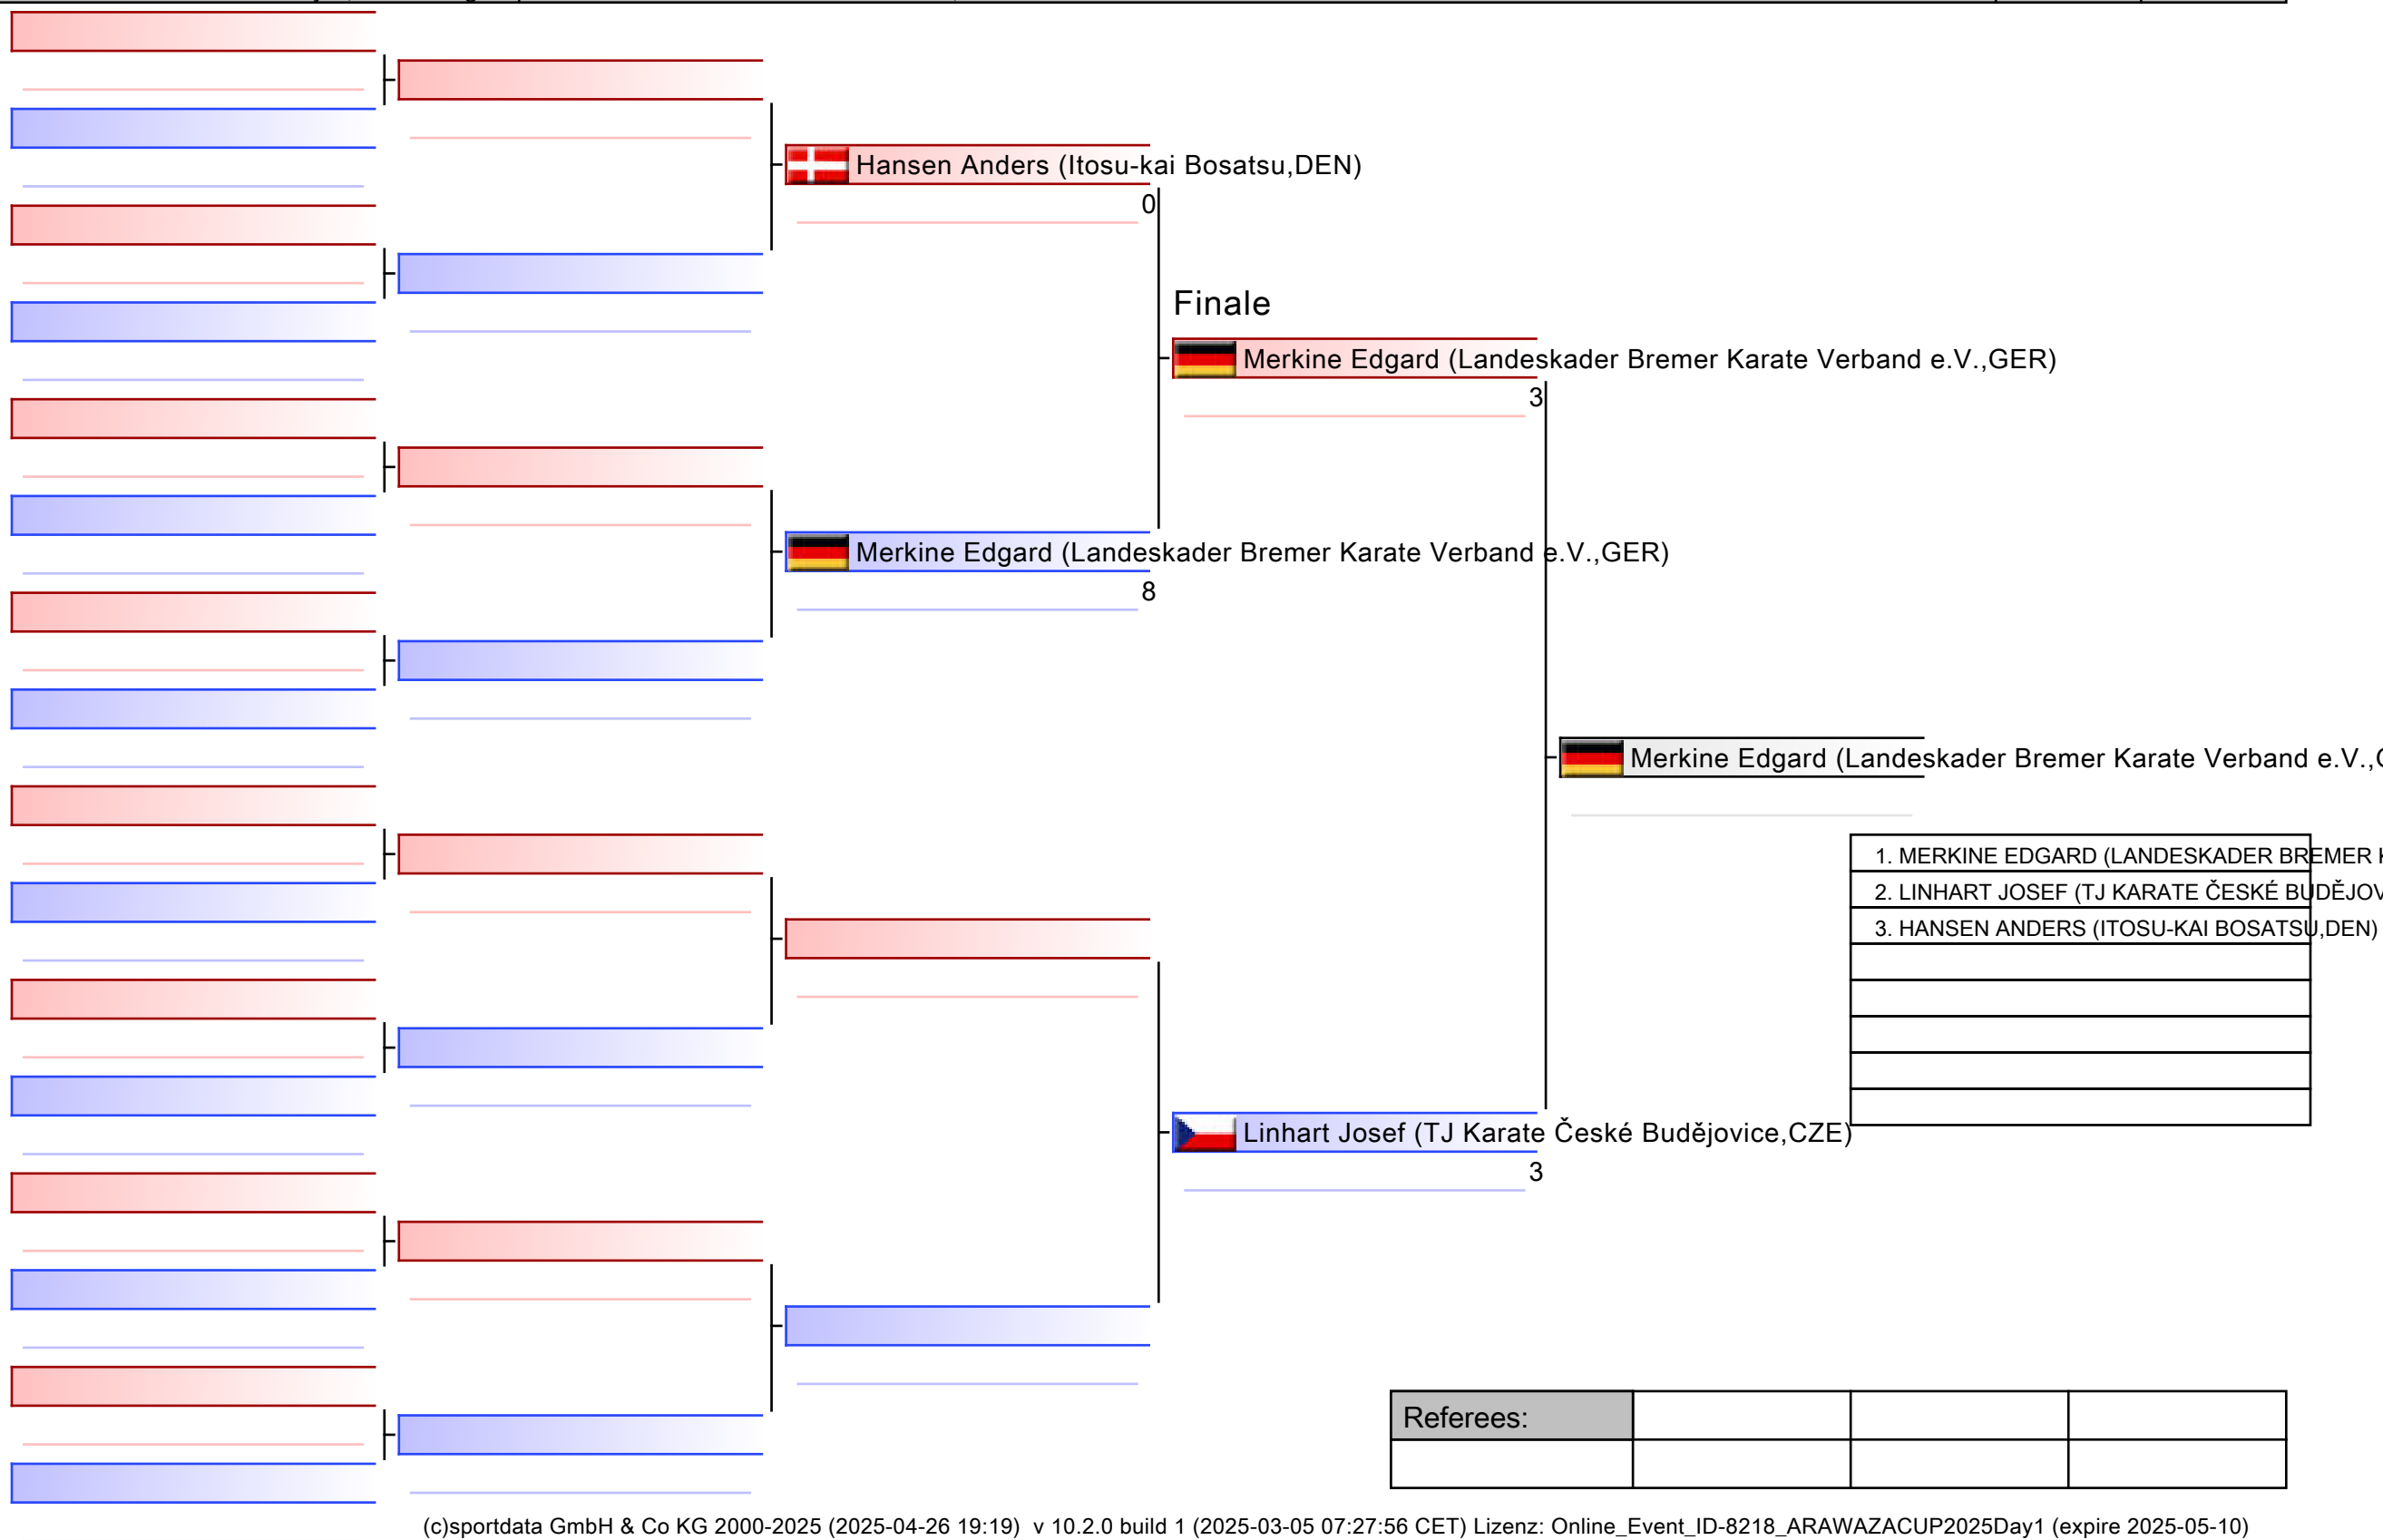 Hansen Anders (Itosu-kai Bosatsu,DEN)
0
Finale
Merkine Edgard (Landeskader Bremer Karate Verband e.V.,GER)
3
Merkine Edgard (Landeskader Bremer Karate Verband e.V.,GER)
8
Merkine Edgard (Landeskader Bremer Karate Verband e.V.,
1. MERKINE EDGARD (LANDESKADER BREMER
2. LINHART JOSEF (TJ KARATE ČESKÉ BUDĚJOV
3. HANSEN ANDERS (ITOSU-KAI BOSATSU,DEN)
Linhart Josef (TJ Karate České Budějovice,CZE)
3
Referees:
(c)sportdata GmbH & Co KG 2000-2025 (2025-04-26 19:19) v 10.2.0 build 1 (2025-03-05 07:27:56 CET) Lizenz: Online_Event_ID-8218_ARAWAZACUP2025Day1 (expire 2025-05-10)